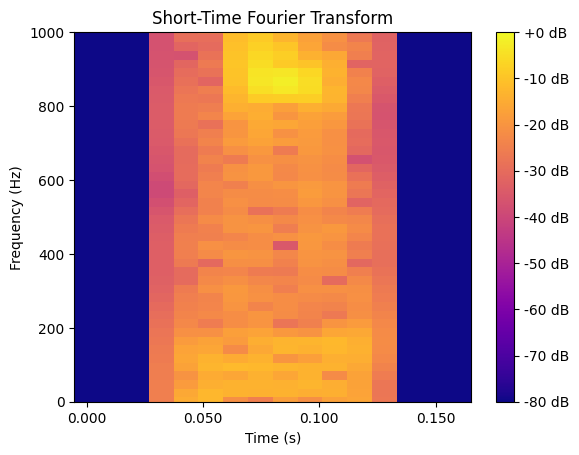 Short-Time Fourier Transform
1000
800
600
400
200
0
Frequency (Hz)
0.000
0.050
0.100
0.150
Time (s)
+0 dB
-10 dB
-20 dB
-30 dB
-40 dB
-50 dB
-60 dB
-70 dB
-80 dB